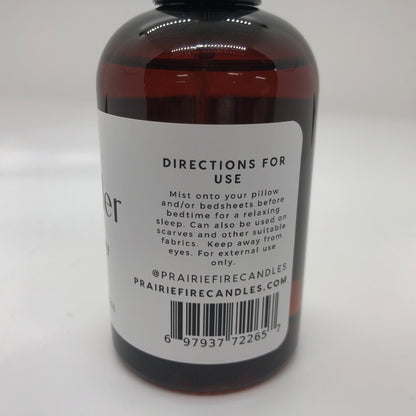 DIRECTIONS FOR
USE
Mist onto your pillow
and/or bedsheets before
bedtime for a relaxing
sleep. Can also be used on
scarves and other suitable
fabrics. Keep away from
eyes. For external use
only.
@PRAIRIEFIRECANDLES
PRAIRIEFIRECANDLES.COM
6 97937 72265 7